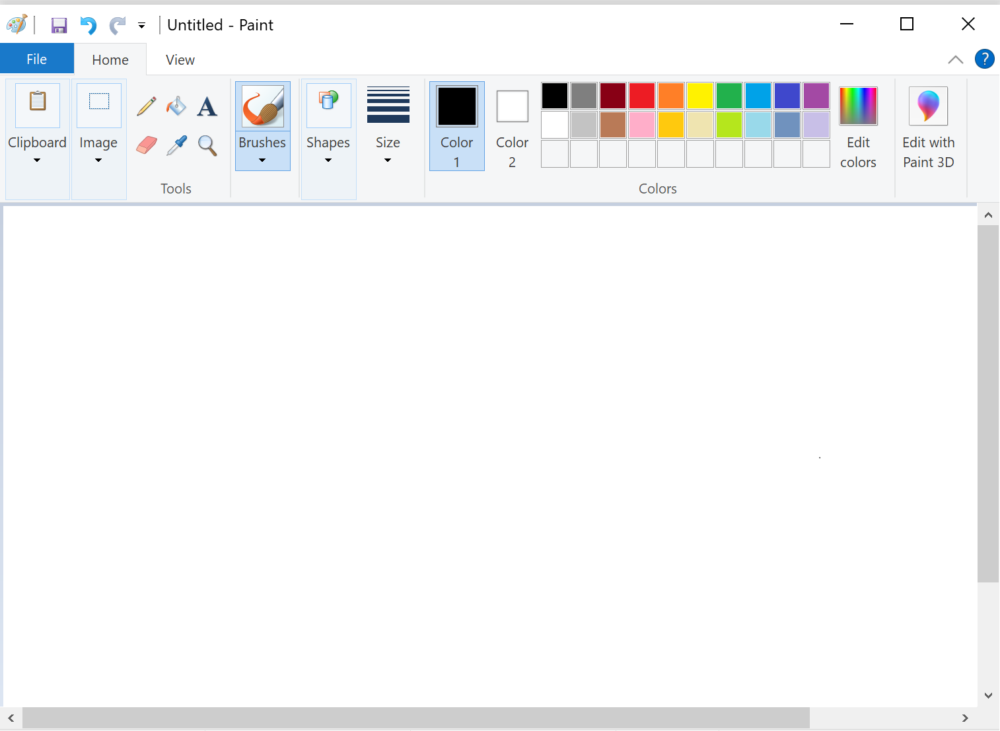 Untitled - Paint
File Home View
?
A
Clipboard Image Brushes Shapes Size Color 1 Color 2 Edit colors Edit with Paint 3D
Tools Colors